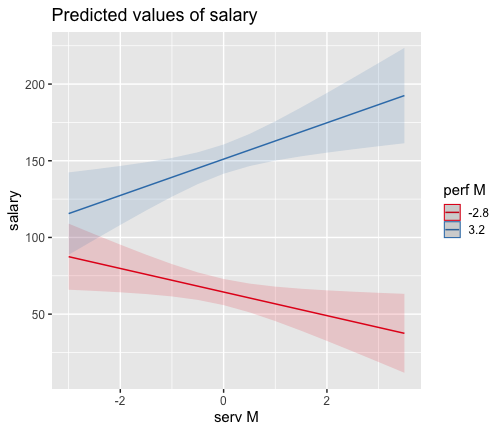 Predicted values of salary
200
150
100
50
salary
-2
0
2
serv M
perf M
-2.8
3.2